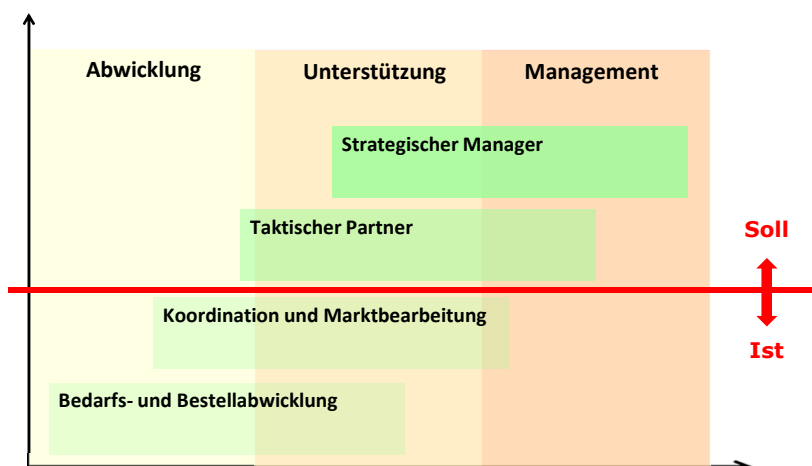 Abwicklung
Unterstützung
Management
Strategischer Manager
Taktischer Partner
Soll
Koordination und Marktbearbeitung
Ist
Bedarfs- und Bestellabwicklung